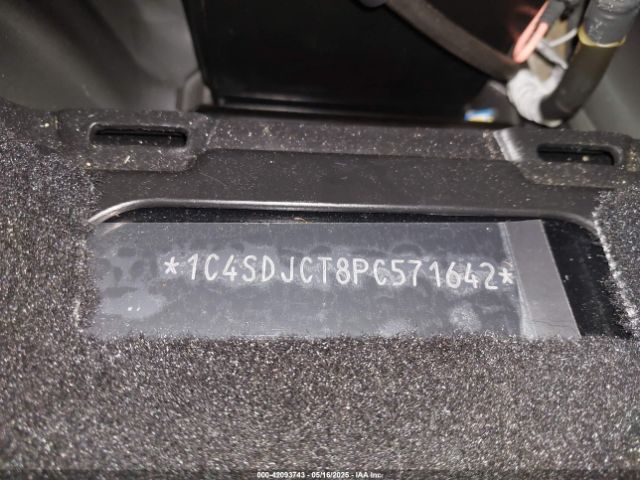 *1C4SDJCT8PC571642*
000-42093743 - 05/16/2025 - IAA Inc.